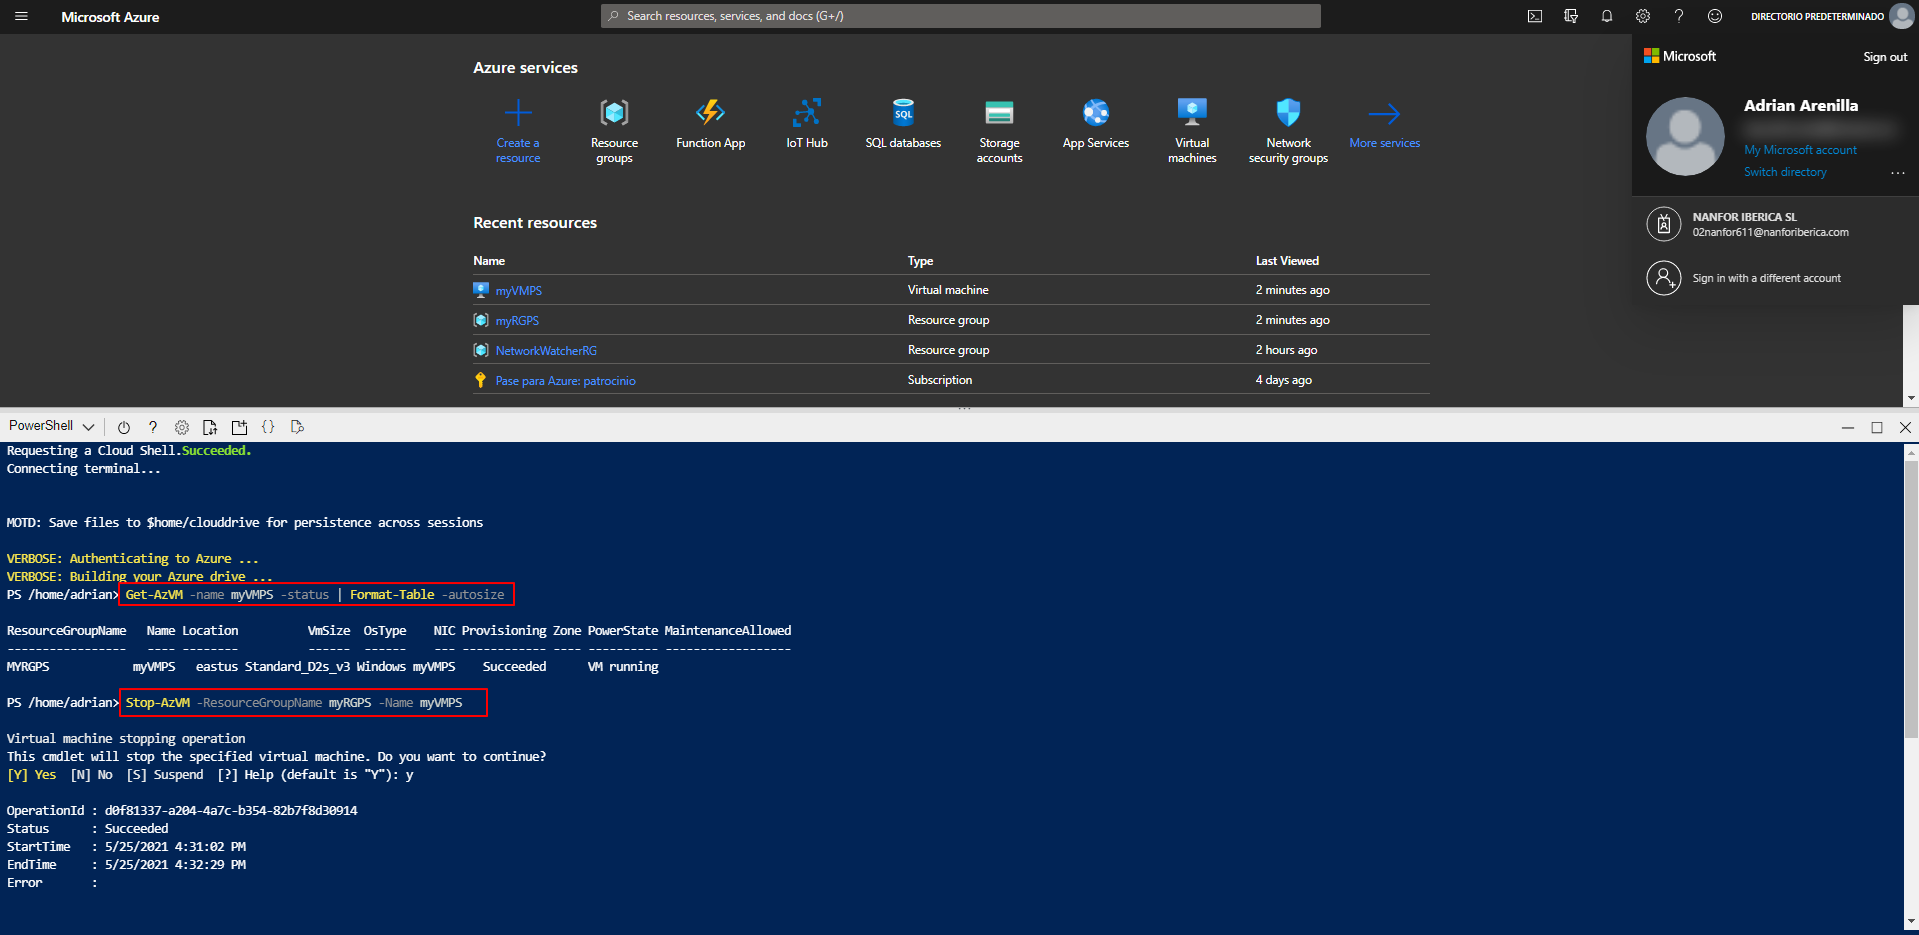 Microsoft Azure
Search resources, services, and docs (G+/)
DIRECTORIO PREDETERMINADO
Microsoft
Sign out
Adrian Arenilla
My Microsoft account
Switch directory
...
NANFOR IBERICA SL
02nanfor611@nanforiberica.com
Sign in with a different account
Azure services
Create a resource
Resource groups
Function App
IoT Hub
SQL
SQL databases
Storage accounts
App Services
Virtual machines
Network security groups
More services
Recent resources
Name Type Last Viewed
myVMPS Virtual machine 2 minutes ago
myRGPS Resource group 2 minutes ago
NetworkWatcherRG Resource group 2 hours ago
Pase para Azure: patrocinio Subscription 4 days ago
PowerShell
Requesting a Cloud Shell.Succeeded.
Connecting terminal...
MOTD: Save files to $home/clouddrive for persistence across sessions
VERBOSE: Authenticating to Azure ...
VERBOSE: Building your Azure drive ...
PS /home/adrian> Get-AzVM -name myVMPS -status | Format-Table -autosize
ResourceGroupName Name Location VmSize OsType NIC Provisioning Zone PowerState MaintenanceAllowed
----------------- ---- -------- ------ ------ --- ------------ ---- ---------- ------------------
MYRGPS myVMPS eastus Standard_D2s_v3 Windows myVMPS Succeeded VM running
PS /home/adrian> Stop-AzVM -ResourceGroupName myRGPS -Name myVMPS
Virtual machine stopping operation
This cmdlet will stop the specified virtual machine. Do you want to continue?
[Y] Yes [N] No [S] Suspend [?] Help (default is "Y"): y
OperationId : d0f81337-a204-4a7c-b354-82b7f8d30914
Status : Succeeded
StartTime : 5/25/2021 4:31:02 PM
EndTime : 5/25/2021 4:32:29 PM
Error :